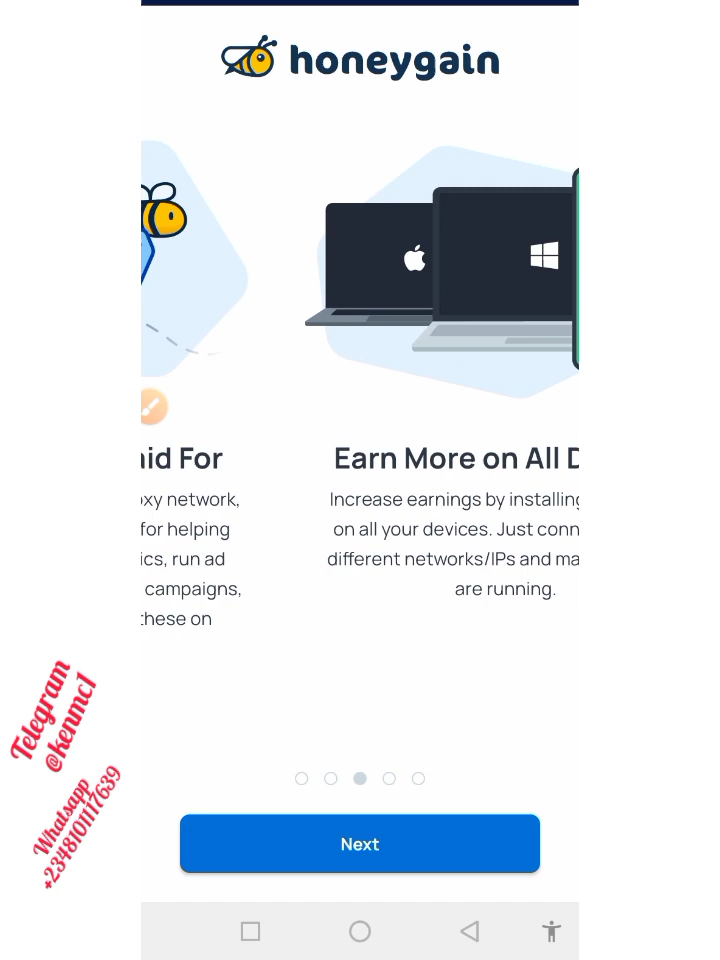 honeygain
aid For
oxy network,
for helping
ics, run ad
campaigns,
these on
Earn More on All D
Increase earnings by installing
on all your devices. Just conn
different networks/IPs and ma
are running.
Telegram
@kenmc1
Whatsapp
+2348101117639
Next